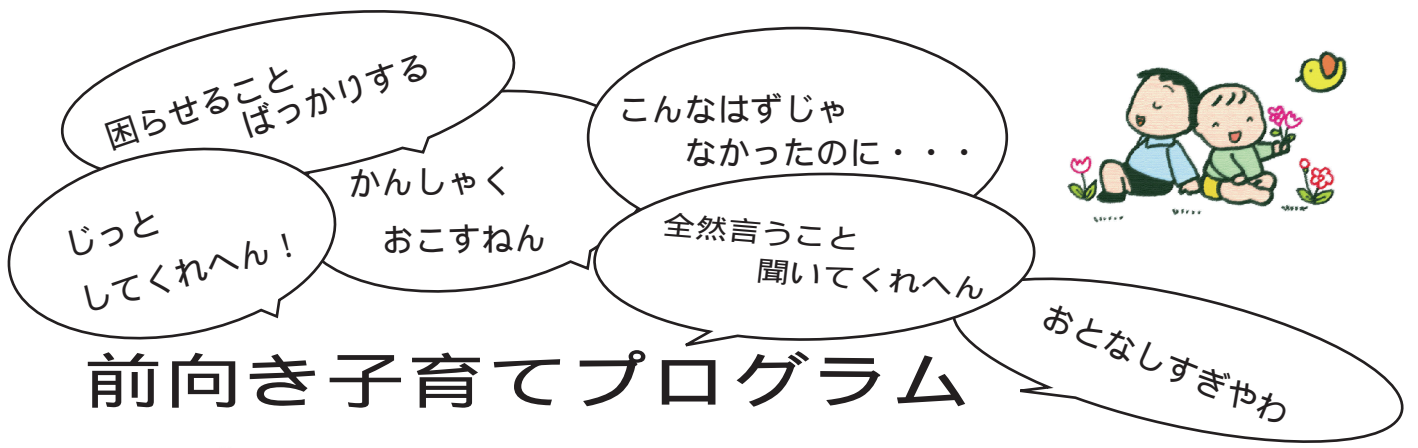 困らせること
ばっかりする
じっと
してくれへん！
かんしゃく
おこすねん
こんなはずじゃ
なかったのに・・・
全然言うこと
聞いてくれへん
おとなしすぎやわ
前向き子育てプログラム